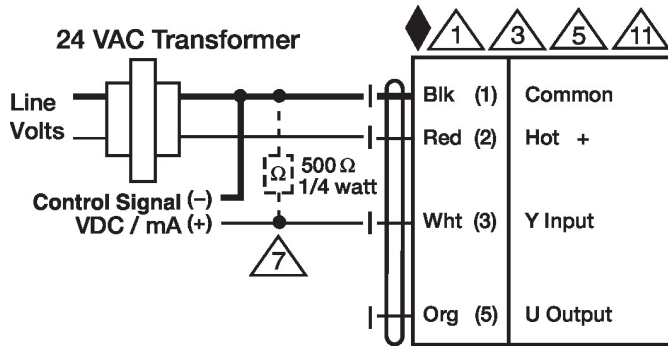 24 VAC Transformer
1 3 5 11
Line
Volts
Blk (1) Common
Red (2) Hot +
Ω 500 Ω
1/4 watt
Control Signal (–)
VDC / mA (+)
Wht (3) Y Input
7
Org (5) U Output